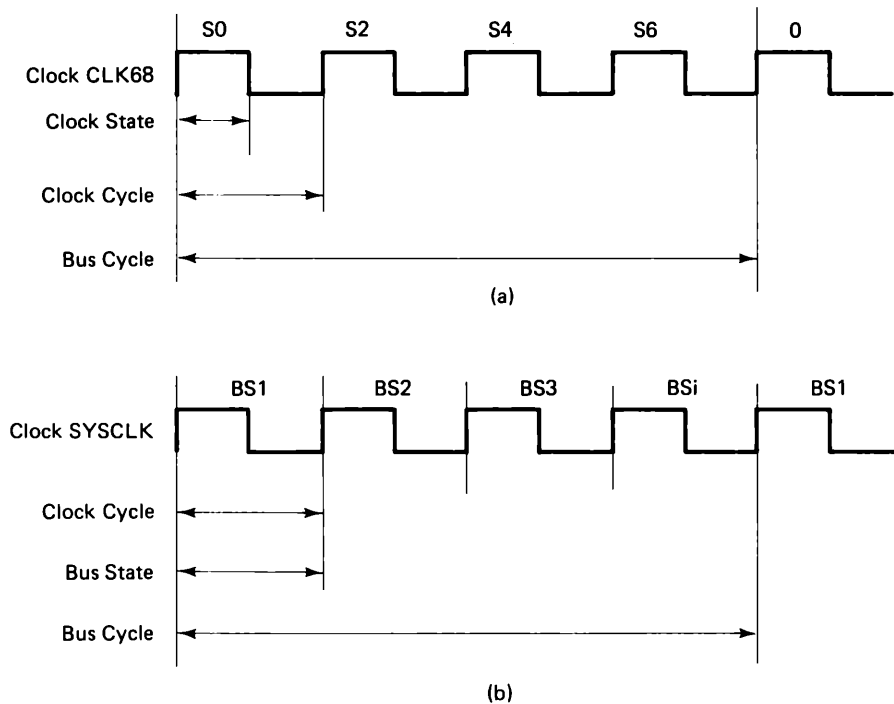 S0 S2 S4 S6 0
Clock CLK68
Clock State
Clock Cycle
Bus Cycle
(a)
BS1 BS2 BS3 BSi BS1
Clock SYSCLK
Clock Cycle
Bus State
Bus Cycle
(b)